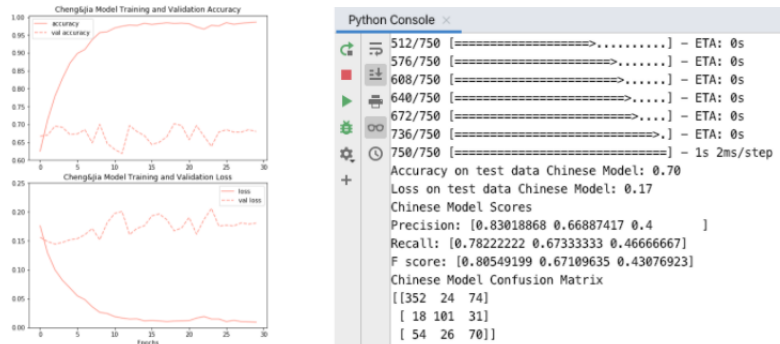 Cheng&Jia Model Training and Validation Accuracy
1.00
0.95
0.90
0.85
0.80
0.75
0.70
0.65
0.60
accuracy
val accuracy
0 5 10 15 20 25 30
Cheng&Jia Model Training and Validation Loss
0.25
0.20
0.15
0.10
0.05
0.00
loss
val loss
0 5 10 15 20 25 30
Epochs
Python Console ×
512/750 [=====================>..........] - ETA: 0s
576/750 [========================>.......] - ETA: 0s
608/750 [=========================>......] - ETA: 0s
640/750 [==========================>.....] - ETA: 0s
672/750 [===========================>....] - ETA: 0s
736/750 [==============================>.] - ETA: 0s
750/750 [================================] - 1s 2ms/step
Accuracy on test data Chinese Model: 0.70
Loss on test data Chinese Model: 0.17
Chinese Model Scores
Precision: [0.83018868 0.66887417 0.4       ]
Recall: [0.78222222 0.67333333 0.46666667]
F score: [0.80549199 0.67109635 0.43076923]
Chinese Model Confusion Matrix
[[352  24  74]
 [ 18 101  31]
 [ 54  26  70]]